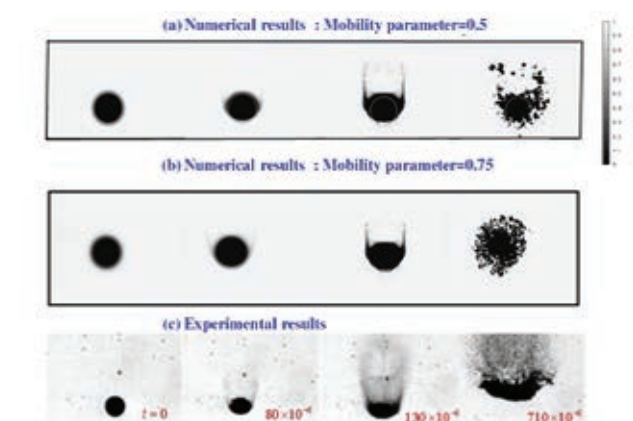 (a) Numerical results : Mobility parameter=0.5
(b) Numerical results : Mobility parameter=0.75
(c) Experimental results
t = 0
80×10⁻⁶
130×10⁻⁶
710×10⁻⁶